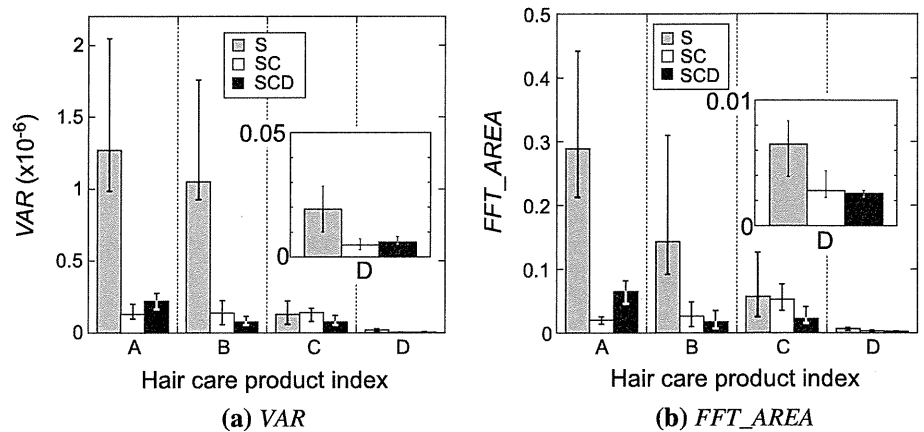 2
1.5
1
0.5
0
VAR (x10-6)
S
SC
SCD
0.05
0
D
A B C D
Hair care product index
(a) VAR
0.5
0.4
0.3
0.2
0.1
0
FFT_AREA
S
SC
SCD
0.01
0
D
A B C D
Hair care product index
(b) FFT_AREA